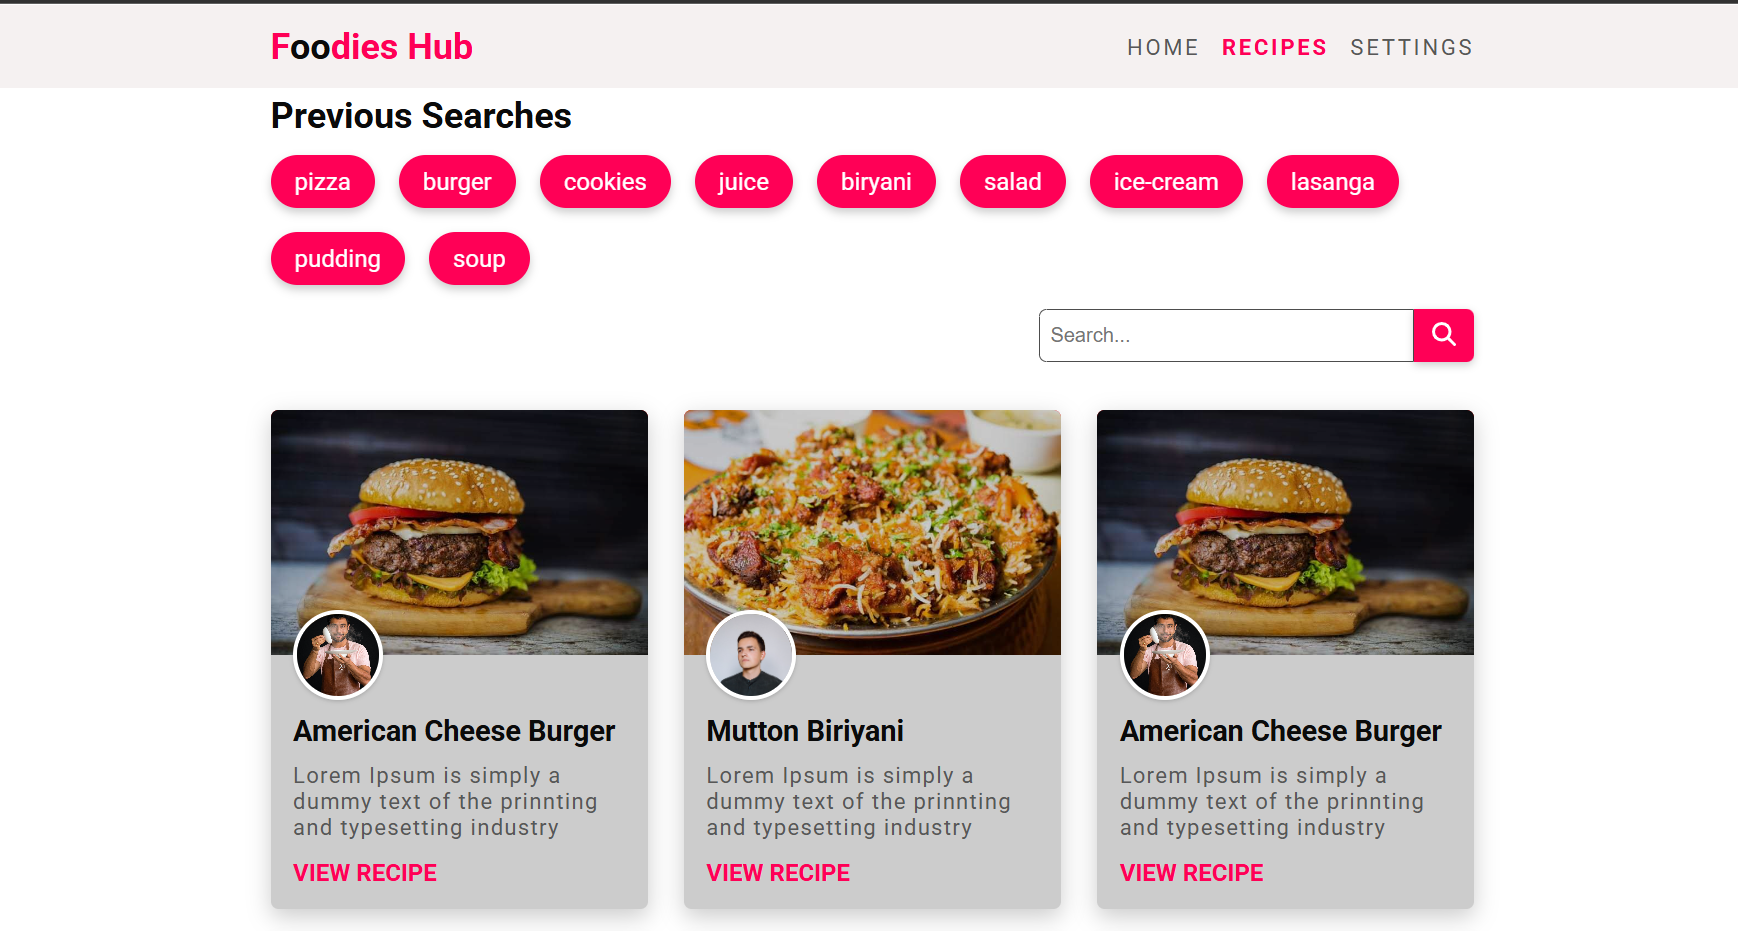 Foodies Hub
HOME RECIPES SETTINGS
Previous Searches
pizza burger cookies juice biryani salad ice-cream lasanga
pudding soup
Search...
American Cheese Burger
Lorem Ipsum is simply a
dummy text of the prinnting
and typesetting industry
VIEW RECIPE
Mutton Biriyani
Lorem Ipsum is simply a
dummy text of the prinnting
and typesetting industry
VIEW RECIPE
American Cheese Burger
Lorem Ipsum is simply a
dummy text of the prinnting
and typesetting industry
VIEW RECIPE